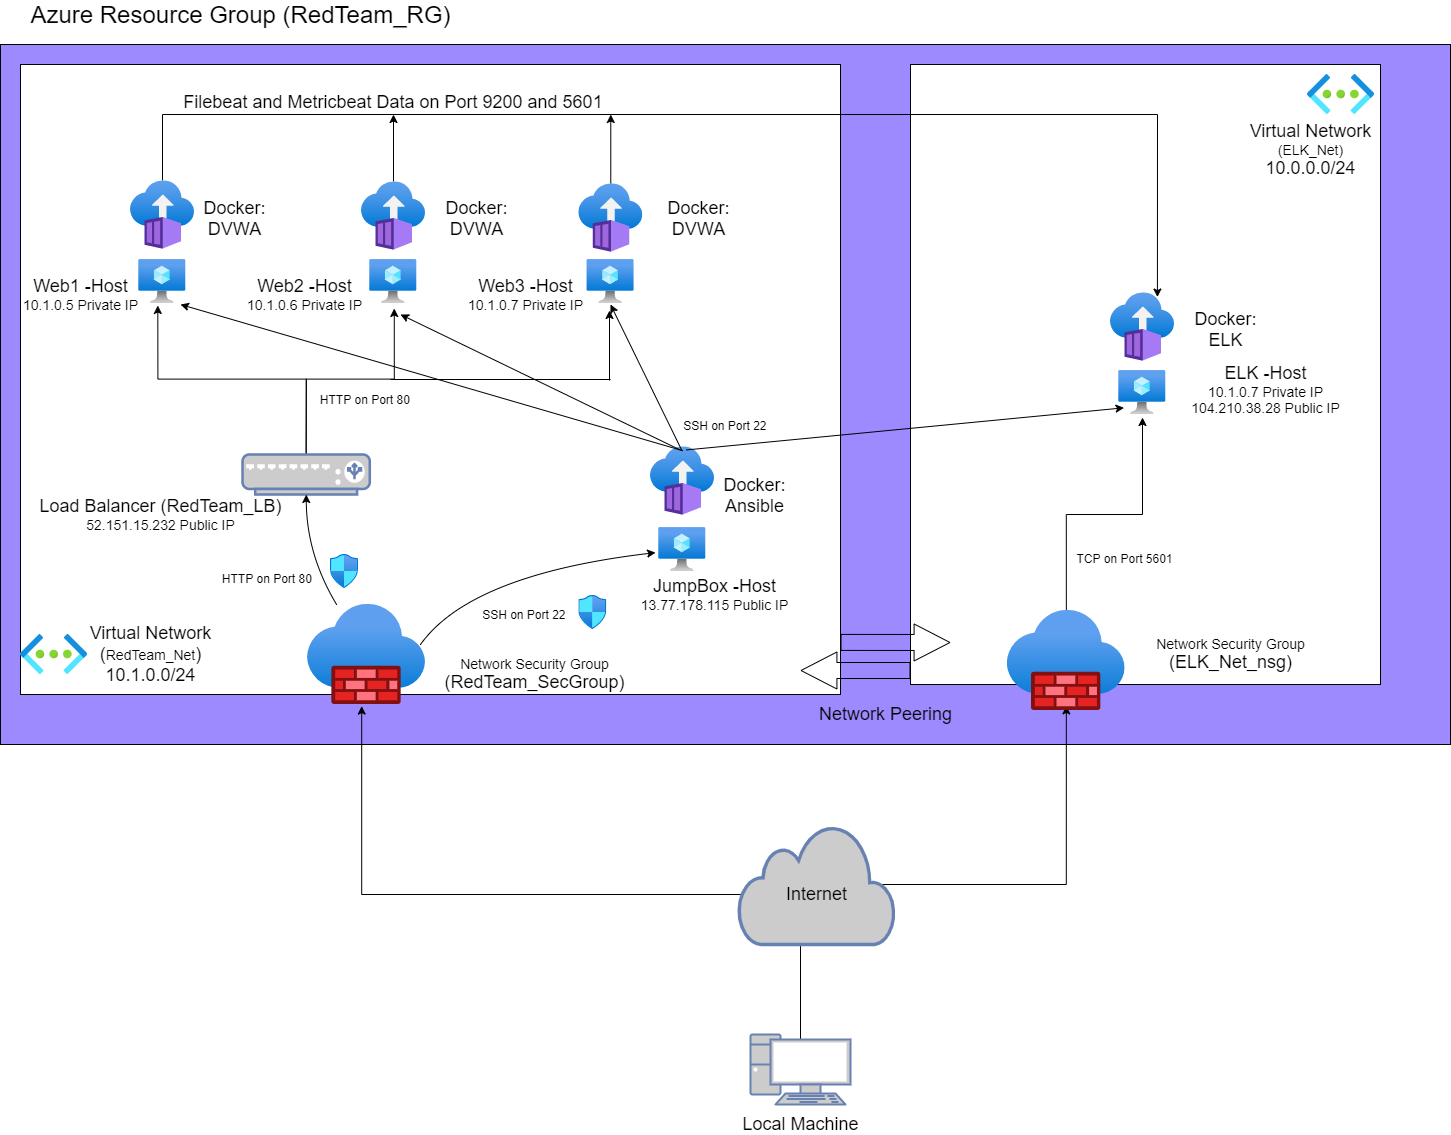 Azure Resource Group (RedTeam_RG)
Filebeat and Metricbeat Data on Port 9200 and 5601
Virtual Network
(ELK_Net)
10.0.0.0/24
Docker:
DVWA
Docker:
DVWA
Docker:
DVWA
Web1 -Host
10.1.0.5 Private IP
Web2 -Host
10.1.0.6 Private IP
Web3 -Host
10.1.0.7 Private IP
Docker:
ELK
ELK -Host
10.1.0.7 Private IP
104.210.38.28 Public IP
HTTP on Port 80
SSH on Port 22
Docker:
Ansible
Load Balancer (RedTeam_LB)
52.151.15.232 Public IP
HTTP on Port 80
JumpBox -Host
13.77.178.115 Public IP
SSH on Port 22
TCP on Port 5601
Virtual Network
(RedTeam_Net)
10.1.0.0/24
Network Security Group
(RedTeam_SecGroup)
Network Security Group
(ELK_Net_nsg)
Network Peering
Internet
Local Machine